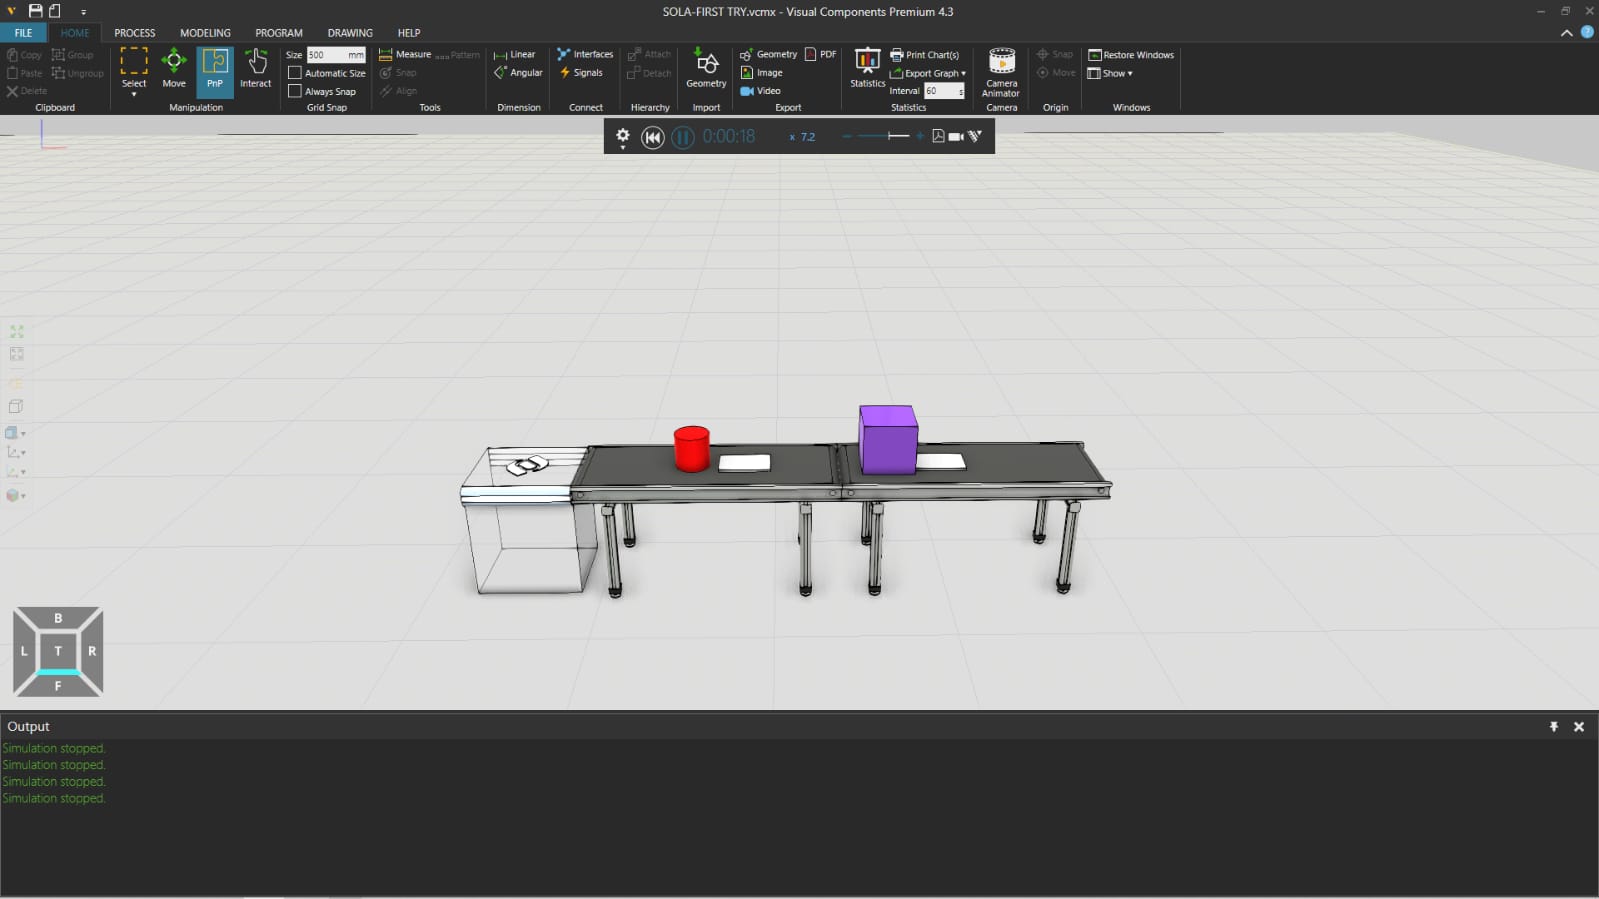 SOLA-FIRST TRY.vcmx - Visual Components Premium 4.3
FILE HOME PROCESS MODELING PROGRAM DRAWING HELP
Copy Group Size 500 mm Measure Pattern Linear Interfaces Attach Geometry PDF Print Chart(s) Snap Restore Windows
Paste Ungroup Automatic Size Snap Angular Signals Detach Image Export Graph Move Show
Select Move PnP Interact Geometry Statistics Camera Animator
Delete Always Snap Align Video Interval 60 s
Clipboard Manipulation Grid Snap Tools Dimension Connect Hierarchy Import Export Statistics Camera Origin Windows
0:00:18 x 7.2
B
L T R
F
Output
Simulation stopped.
Simulation stopped.
Simulation stopped.
Simulation stopped.